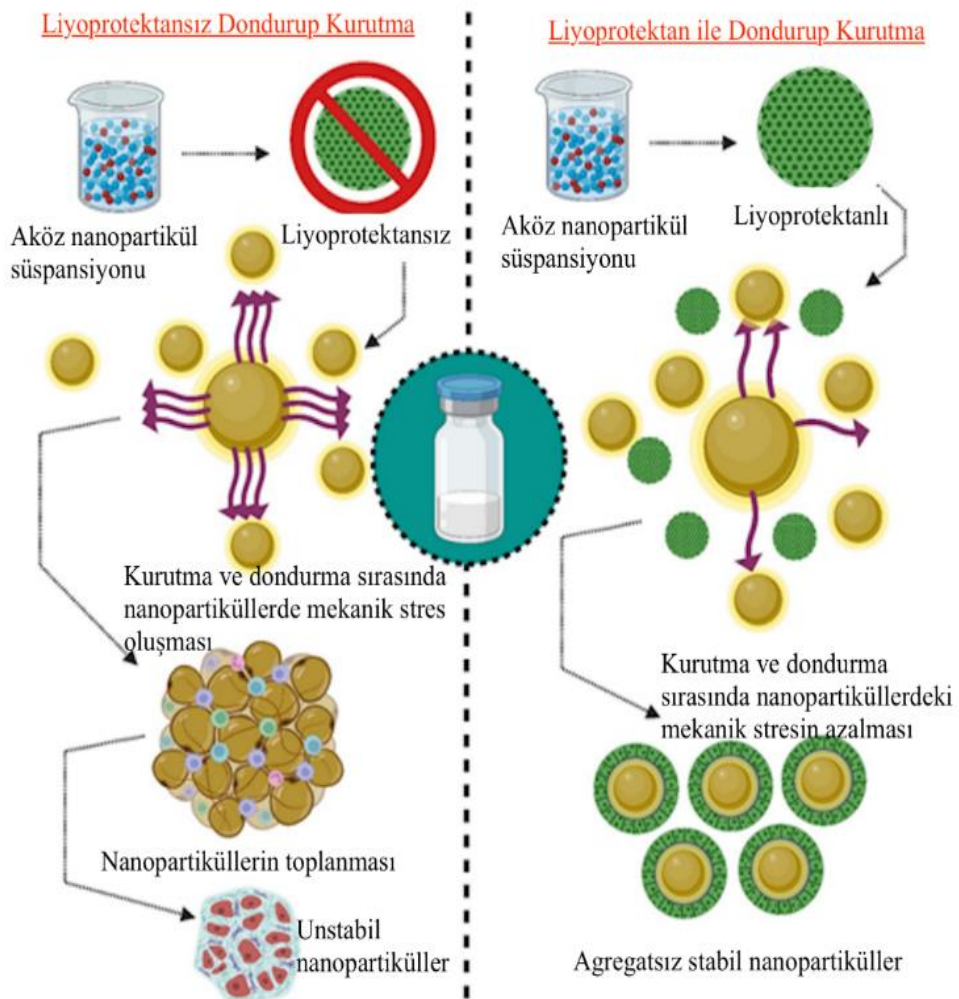 Liyoprotektansız Dondurup Kurutma
Aköz nanopartikül
süspansiyonu
Liyoprotektansız
Kurutma ve dondurma sırasında
nanopartiküllerde mekanik stres
oluşması
Nanopartiküllerin toplanması
Unstabil
nanopartiküller
Liyoprotektan ile Dondurup Kurutma
Aköz nanopartikül
süspansiyonu
Liyoprotektanlı
Kurutma ve dondurma
sırasında nanopartiküllerdeki
mekanik stresin azalması
Agregatsız stabil nanopartiküller